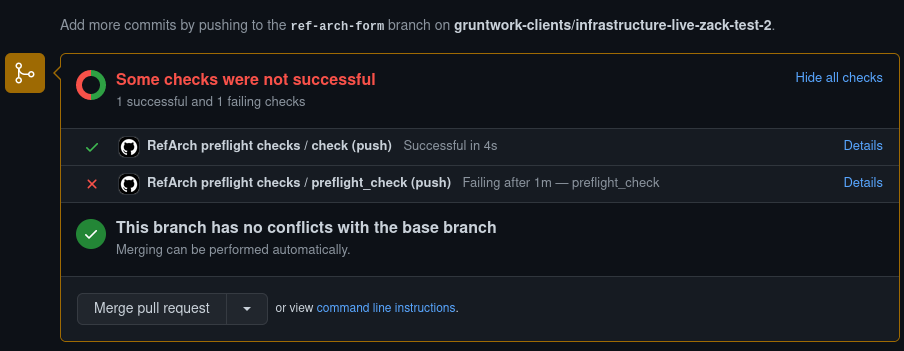 Add more commits by pushing to the ref-arch-form branch on gruntwork-clients/infrastructure-live-zack-test-2.
Some checks were not successful
Hide all checks
1 successful and 1 failing checks
RefArch preflight checks / check (push) Successful in 4s Details
RefArch preflight checks / preflight_check (push) Failing after 1m — preflight_check Details
This branch has no conflicts with the base branch
Merging can be performed automatically.
Merge pull request or view command line instructions.